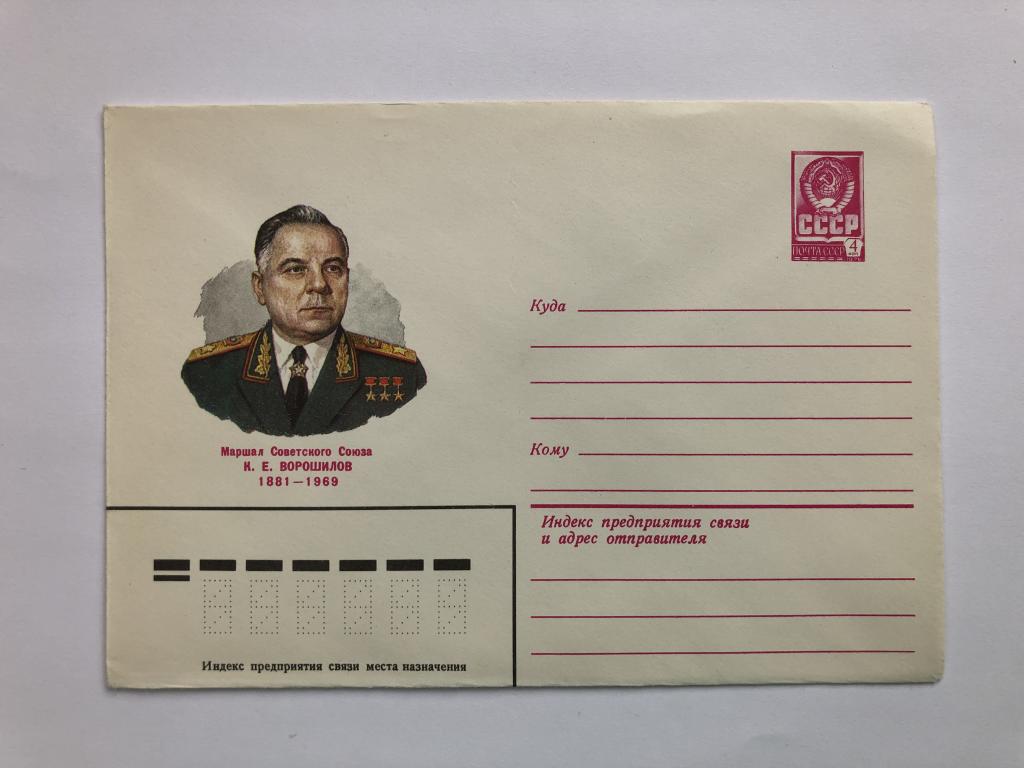 СССР
ПОЧТА СССР
4
Куда
Маршал Советского Союза
К. Е. ВОРОШИЛОВ
1881—1969
Кому
Индекс предприятия связи
и адрес отправителя
Индекс предприятия связи места назначения